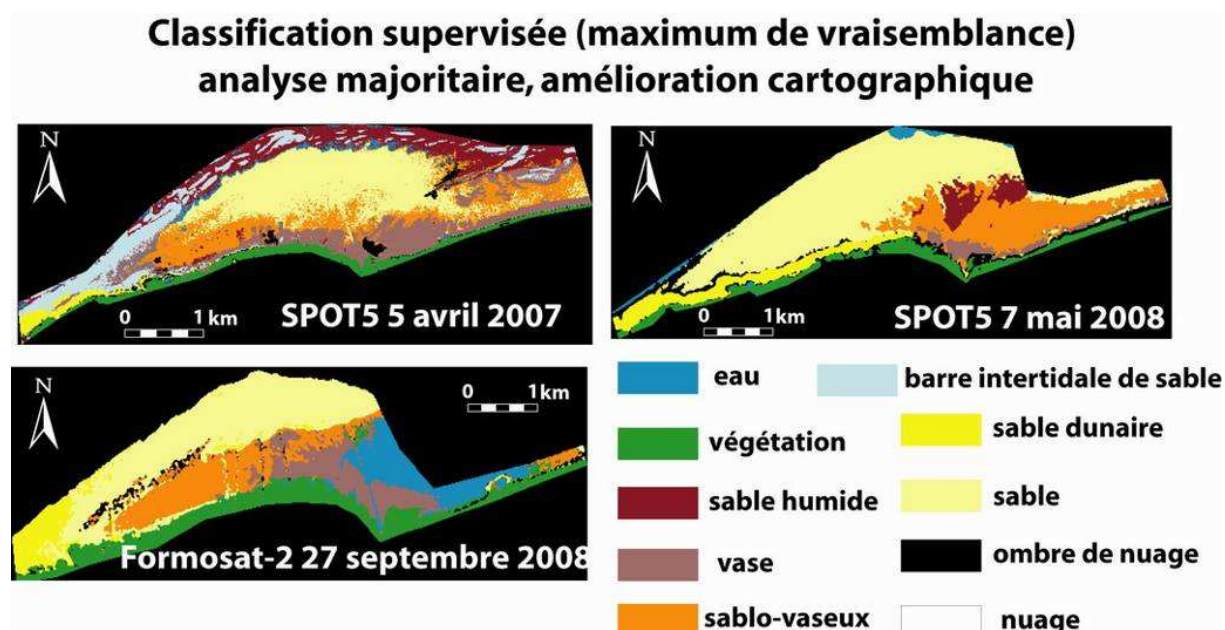 Classification supervisée (maximum de vraisemblance)
analyse majoritaire, amélioration cartographique
N
0 1 km
SPOT5 5 avril 2007
N
0 1km
SPOT5 7 mai 2008
N
0 1km
Formosat-2 27 septembre 2008
eau
barre intertidale de sable
végétation
sable dunaire
sable humide
sable
vase
ombre de nuage
sablo-vaseux
nuage